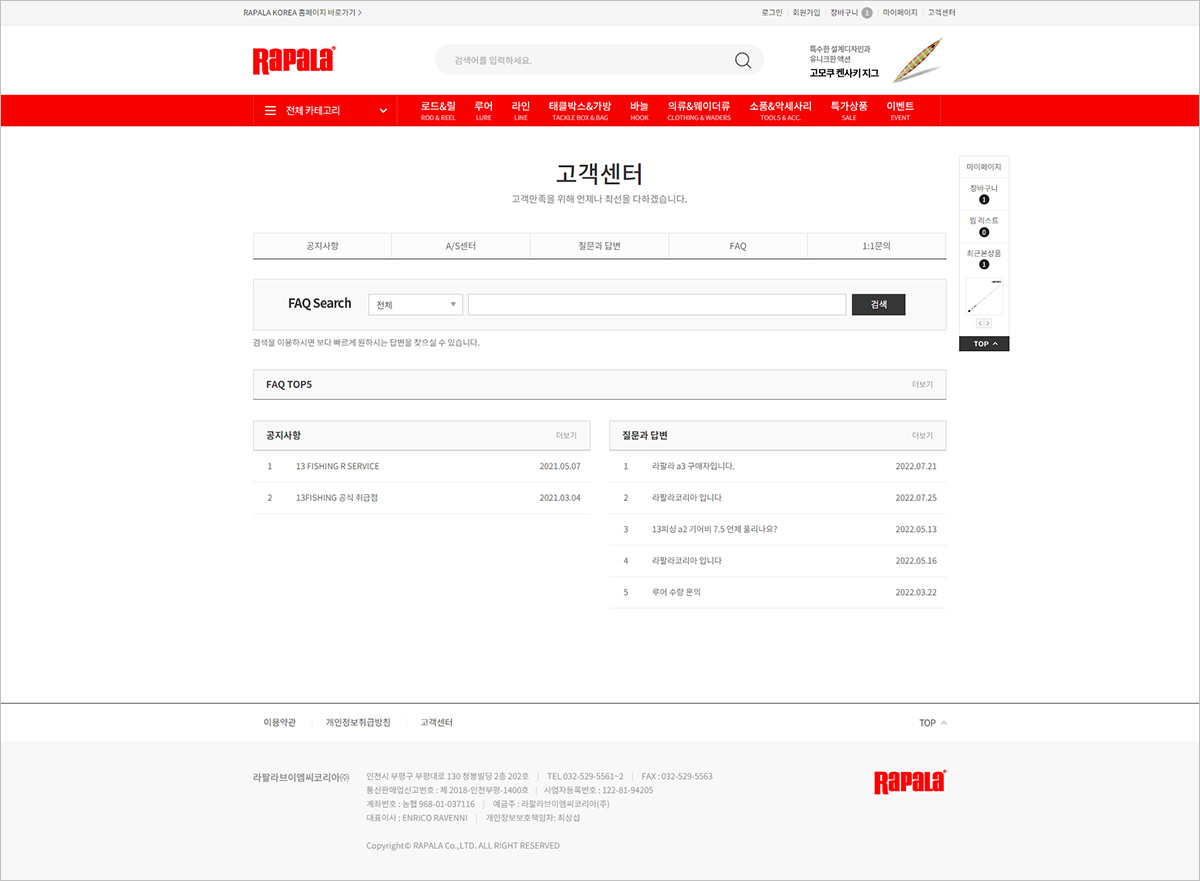 RAPALA KOREA 홈페이지 바로가기 >
로그인 회원가입 장바구니 1 마이페이지 고객센터
Rapala
검색어를 입력하세요.
특수한 설계디자인과
유니크한 액션
고모쿠 켄사키 지그
전체 카테고리
로드&릴 루어 라인 태클박스&가방 바늘 의류&웨이더류 소품&악세사리 특가상품 이벤트
ROD & REEL LURE LINE TACKLE BOX & BAG HOOK CLOTHING & WADERS TOOLS & ACC. SALE EVENT
고객센터
고객만족을 위해 언제나 최선을 다하겠습니다.
마이페이지
장바구니
1
찜 리스트
0
최근본상품
1
TOP
공지사항 A/S센터 질문과 답변 FAQ 1:1문의
FAQ Search 전체 검색
검색을 이용하시면 보다 빠르게 원하시는 답변을 찾으실 수 있습니다.
FAQ TOP5 더보기
공지사항 더보기
1 13 FISHING R SERVICE 2021.05.07
2 13FISHING 공식 취급점 2021.03.04
질문과 답변 더보기
1 라팔라 a3 구매자입니다. 2022.07.21
2 라팔라코리아 입니다 2022.07.25
3 13피싱 a2 기어비 7.5 언제 풀리나요? 2022.05.13
4 라팔라코리아 입니다 2022.05.16
5 루어 수량 문의 2022.03.22
이용약관 개인정보취급방침 고객센터 TOP
라팔라브이엠씨코리아㈜
인천시 부평구 부평대로 130 정봉빌딩 2층 202호 | TEL 032-529-5561~2 | FAX : 032-529-5563
통신판매업신고번호 : 제 2018-인천부평-1400호 | 사업자등록번호 : 122-81-94205
계좌번호 : 농협 968-01-037116 | 예금주 : 라팔라브이엠씨코리아(주)
대표이사 : ENRICO RAVENNI | 개인정보보호책임자: 최상섭
Copyright© RAPALA Co.,LTD. ALL RIGHT RESERVED
Rapala